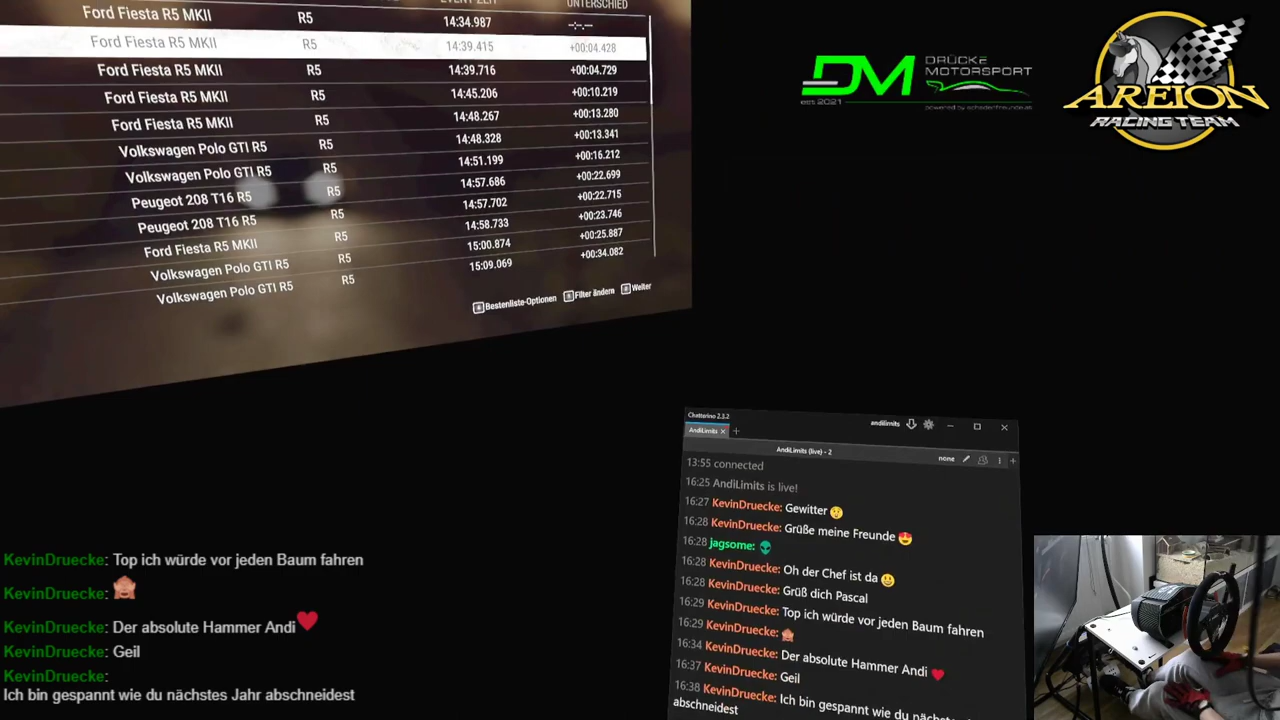 EVENT-ZEIT UNTERSCHIED
Ford Fiesta R5 MKII R5 14:34.987 --:--.---
Ford Fiesta R5 MKII R5 14:39.415 +00:04.428
Ford Fiesta R5 MKII R5 14:39.716 +00:04.729
Ford Fiesta R5 MKII R5 14:45.206 +00:10.219
Ford Fiesta R5 MKII R5 14:48.267 +00:13.280
Volkswagen Polo GTI R5 R5 14:48.328 +00:13.341
Volkswagen Polo GTI R5 R5 14:51.199 +00:16.212
Peugeot 208 T16 R5 R5 14:57.686 +00:22.699
Peugeot 208 T16 R5 R5 14:57.702 +00:22.715
Ford Fiesta R5 MKII R5 14:58.733 +00:23.746
Volkswagen Polo GTI R5 R5 15:00.874 +00:25.887
Volkswagen Polo GTI R5 R5 15:09.069 +00:34.082
Bestenliste-Optionen Filter ändern Weiter
DM
est. 2021
DRÜCKE
MOTORSPORT
powered by schadenfreunde.es
AREION
RACING TEAM
Chatterino 2.3.2
andilimits
AndiLimits
AndiLimits (live) - 2
none
13:55 connected
16:25 AndiLimits is live!
16:27 KevinDruecke: Gewitter 😲
16:28 KevinDruecke: Grüße meine Freunde 😍
16:28 jagsome: 👽
16:28 KevinDruecke: Oh der Chef ist da 😃
16:28 KevinDruecke: Grüß dich Pascal
16:29 KevinDruecke: Top ich würde vor jeden Baum fahren
16:29 KevinDruecke: 🙈
16:34 KevinDruecke: Der absolute Hammer Andi ♥
16:37 KevinDruecke: Geil
16:38 KevinDruecke: Ich bin gespannt wie du nächstes
abschneidest
KevinDruecke: Top ich würde vor jeden Baum fahren
KevinDruecke: 🙈
KevinDruecke: Der absolute Hammer Andi ♥
KevinDruecke: Geil
KevinDruecke:
Ich bin gespannt wie du nächstes Jahr abschneidest